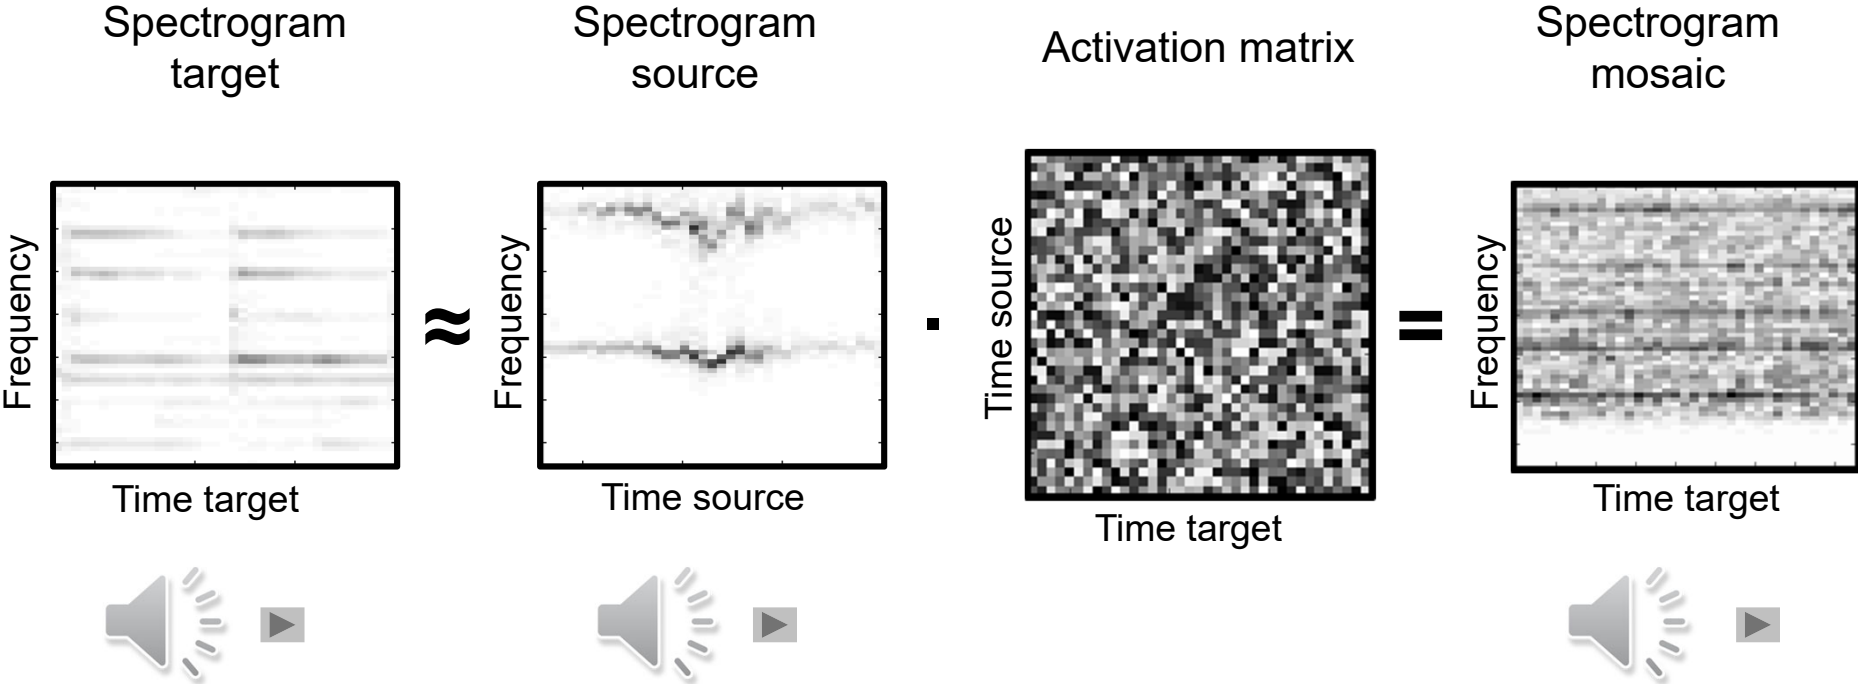 Spectrogram
target
Spectrogram
source
Activation matrix
Spectrogram
mosaic
Frequency
≈
Frequency
·
Time source
=
Frequency
Time target
Time source
Time target
Time target